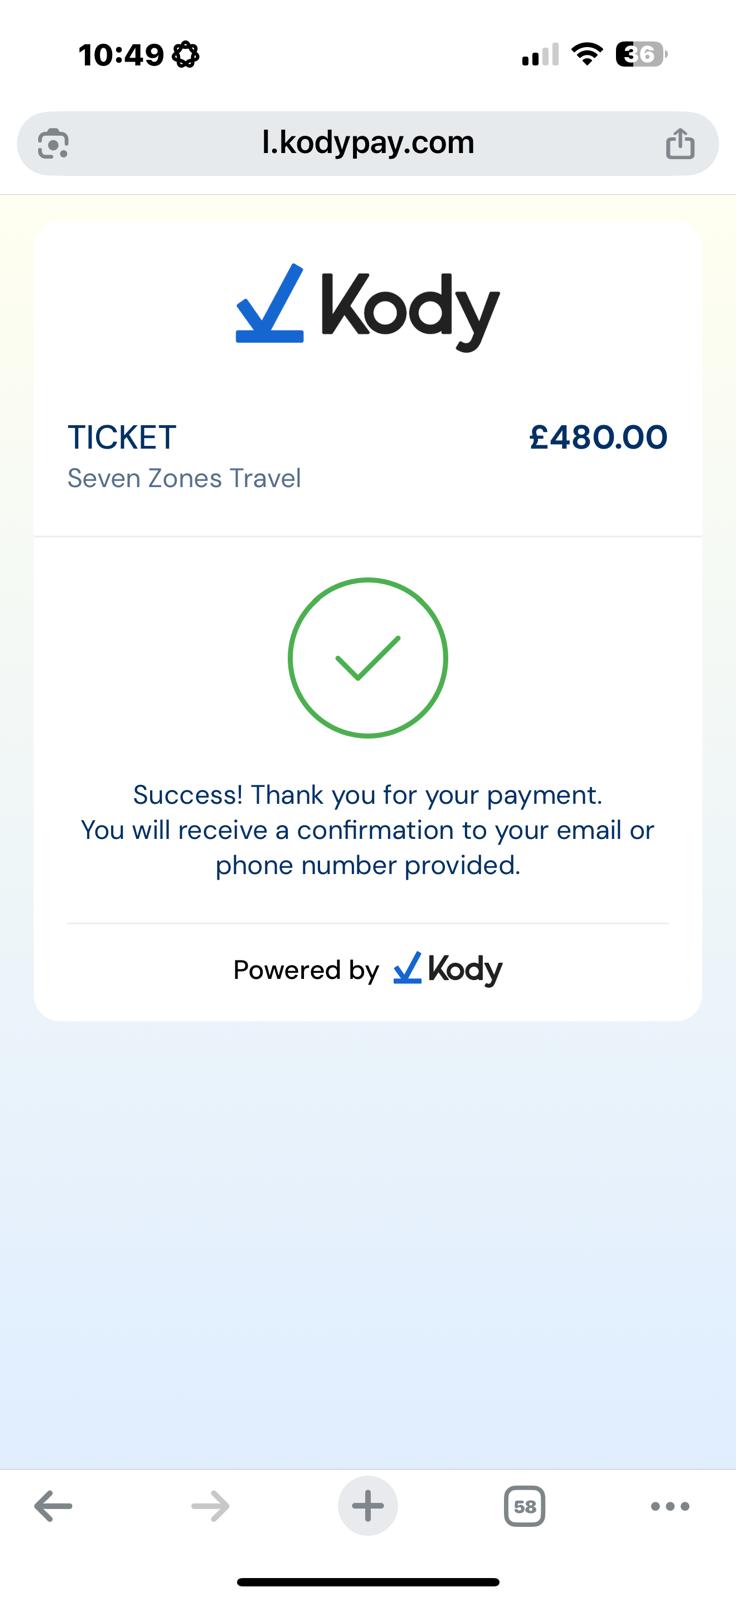 10:49
36
l.kodypay.com
Kody
TICKET £480.00
Seven Zones Travel
Success! Thank you for your payment.
You will receive a confirmation to your email or
phone number provided.
Powered by Kody
58